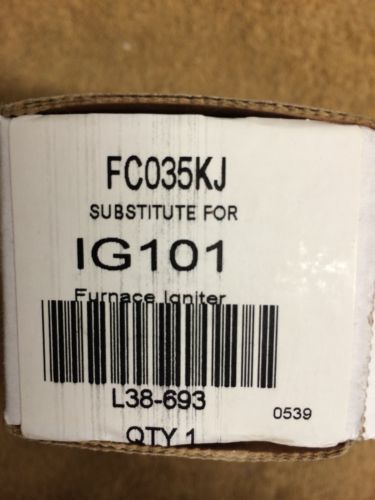 FC035KJ
SUBSTITUTE FOR
IG101
Furnace Igniter
L38-693
0539
QTY 1